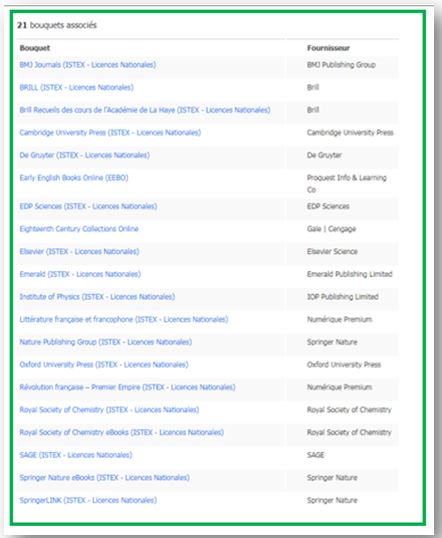 21 bouquets associés
Bouquet Fournisseur
BMJ Journals (ISTEX - Licences Nationales) BMJ Publishing Group
BRILL (ISTEX - Licences Nationales) Brill
Brill Recueils des cours de l'Académie de La Haye (ISTEX - Licences Nationales) Brill
Cambridge University Press (ISTEX - Licences Nationales) Cambridge University Press
De Gruyter (ISTEX - Licences Nationales) De Gruyter
Early English Books Online (EEBO) Proquest Info & Learning
Co
EDP Sciences (ISTEX - Licences Nationales) EDP Sciences
Eighteenth Century Collections Online Gale | Cengage
Elsevier (ISTEX - Licences Nationales) Elsevier Science
Emerald (ISTEX - Licences Nationales) Emerald Publishing Limited
Institute of Physics (ISTEX - Licences Nationales) IOP Publishing Limited
Littérature française et francophone (ISTEX - Licences Nationales) Numérique Premium
Nature Publishing Group (ISTEX - Licences Nationales) Springer Nature
Oxford University Press (ISTEX - Licences Nationales) Oxford University Press
Révolution française – Premier Empire (ISTEX - Licences Nationales) Numérique Premium
Royal Society of Chemistry (ISTEX - Licences Nationales) Royal Society of Chemistry
Royal Society of Chemistry eBooks (ISTEX - Licences Nationales) Royal Society of Chemistry
SAGE (ISTEX - Licences Nationales) SAGE
Springer Nature eBooks (ISTEX - Licences Nationales) Springer Nature
SpringerLINK (ISTEX - Licences Nationales) Springer Nature